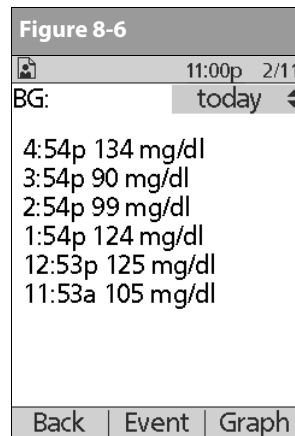 Figure 8-6
11:00p 2/11
BG: today
4:54p 134 mg/dl
3:54p 90 mg/dl
2:54p 99 mg/dl
1:54p 124 mg/dl
12:53p 125 mg/dl
11:53a 105 mg/dl
Back | Event | Graph